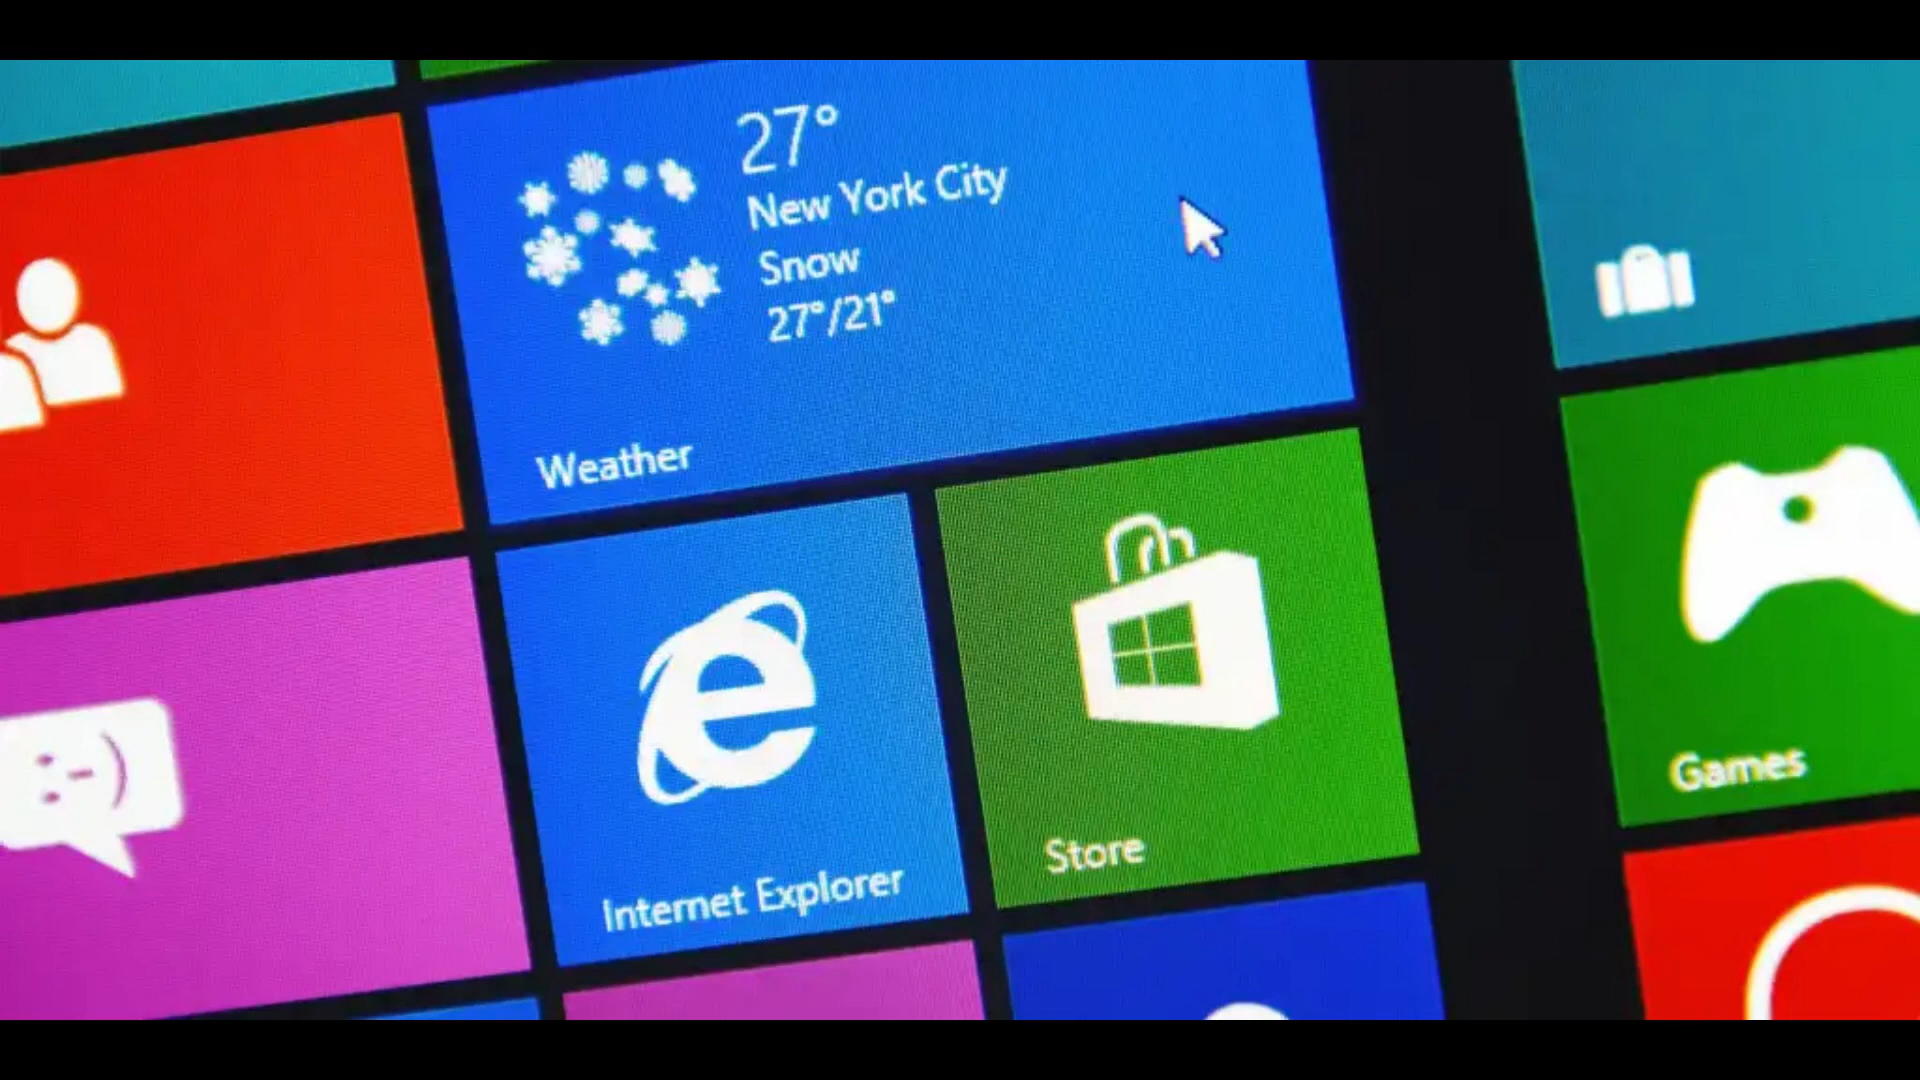 27°
New York City
Snow
27°/21°
Weather
:-)
Internet Explorer
Store
Games